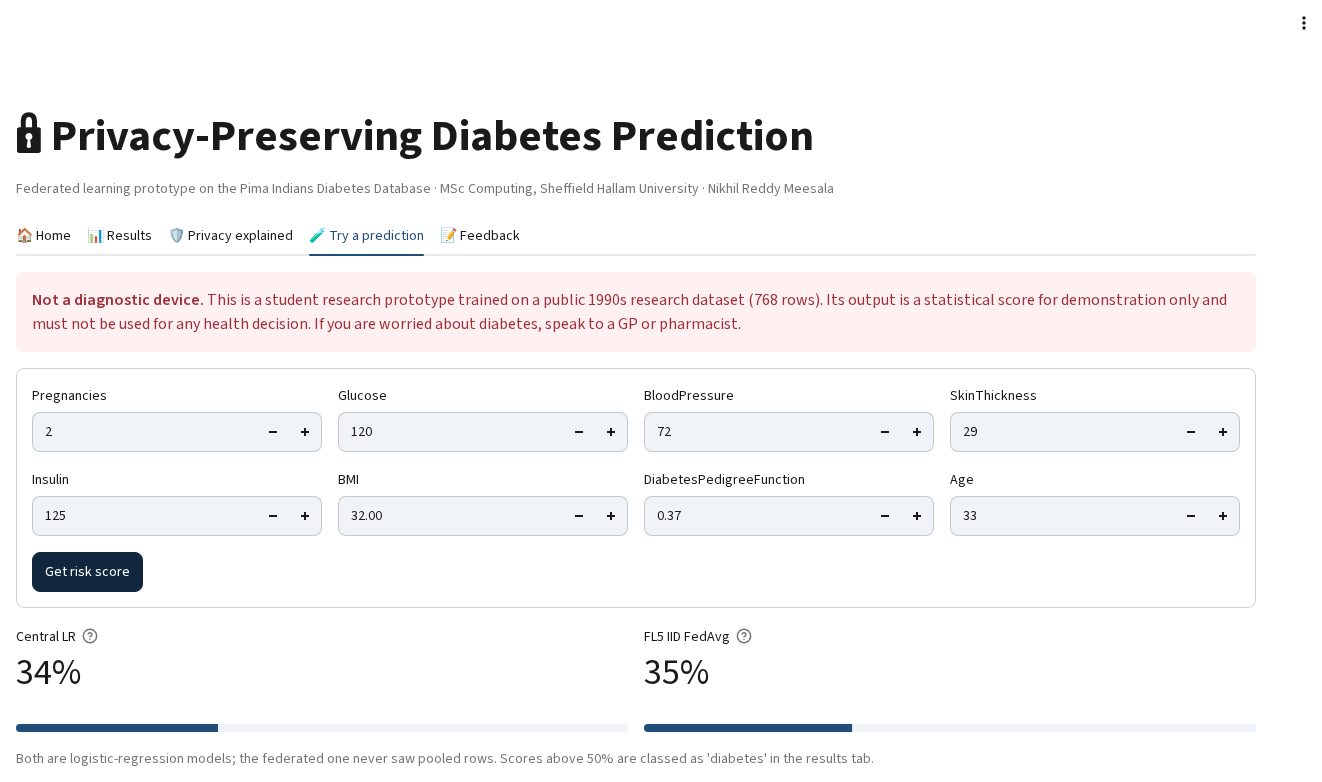 🔒 Privacy-Preserving Diabetes Prediction
Federated learning prototype on the Pima Indians Diabetes Database · MSc Computing, Sheffield Hallam University · Nikhil Reddy Meesala
🏠 Home 📊 Results 🛡️ Privacy explained 🧪 Try a prediction 📝 Feedback
Not a diagnostic device. This is a student research prototype trained on a public 1990s research dataset (768 rows). Its output is a statistical score for demonstration only and
must not be used for any health decision. If you are worried about diabetes, speak to a GP or pharmacist.
Pregnancies Glucose BloodPressure SkinThickness
2 120 72 29
Insulin BMI DiabetesPedigreeFunction Age
125 32.00 0.37 33
Get risk score
Central LR FL5 IID FedAvg
34% 35%
Both are logistic-regression models; the federated one never saw pooled rows. Scores above 50% are classed as 'diabetes' in the results tab.